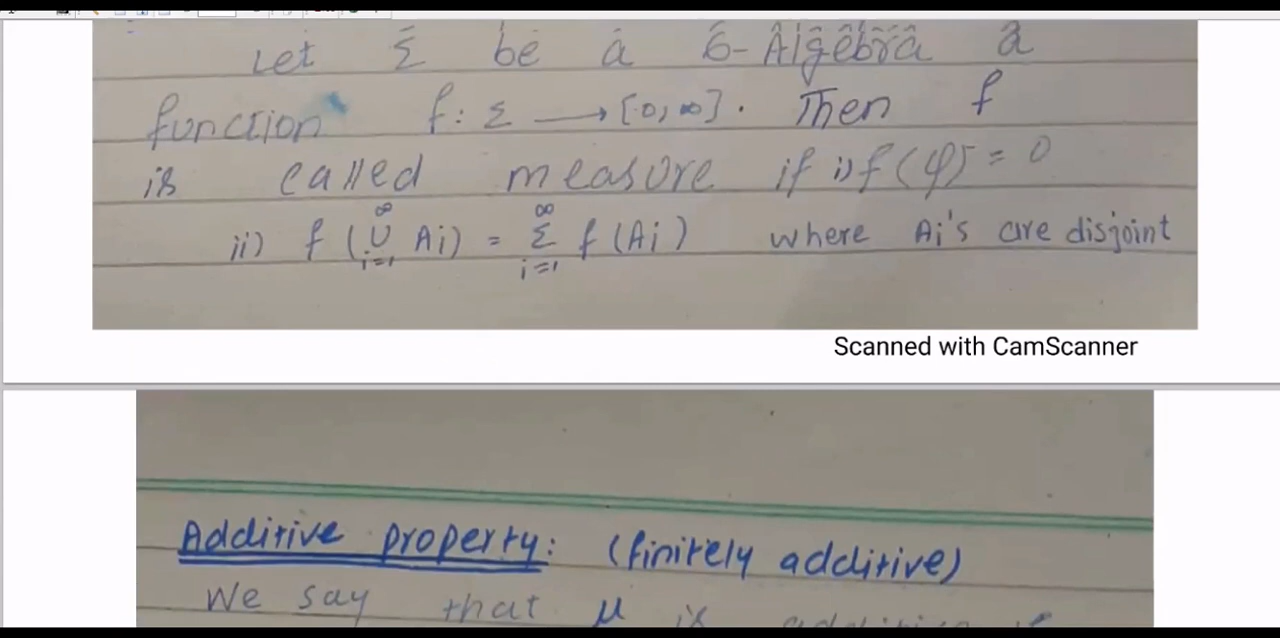 Let Σ be a σ-Algebra a
function f: Σ → [0, ∞]. Then f
is called measure if i) f(φ) = 0
ii) f(∪_{i=1}^{∞} Ai) = Σ_{i=1}^{∞} f(Ai) where Ai's are disjoint
Scanned with CamScanner
Additive property: (finitely additive)
We say that μ is